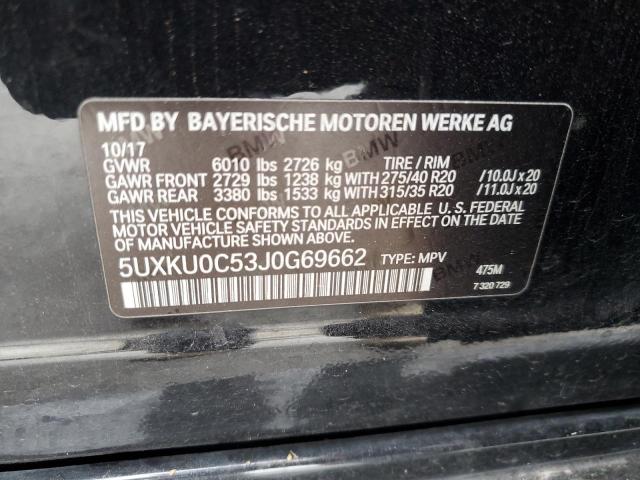 MFD BY BAYERISCHE MOTOREN WERKE AG
10/17
GVWR 6010 lbs 2726 kg TIRE / RIM
GAWR FRONT 2729 lbs 1238 kg WITH 275/40 R20 /10.0J x 20
GAWR REAR 3380 lbs 1533 kg WITH 315/35 R20 /11.0J x 20
THIS VEHICLE CONFORMS TO ALL APPLICABLE U. S. FEDERAL
MOTOR VEHICLE SAFETY STANDARDS IN EFFECT ON THE DATE
OF MANUFACTURE SHOWN ABOVE.
5UXKU0C53J0G69662 TYPE: MPV 475M
7 320 729